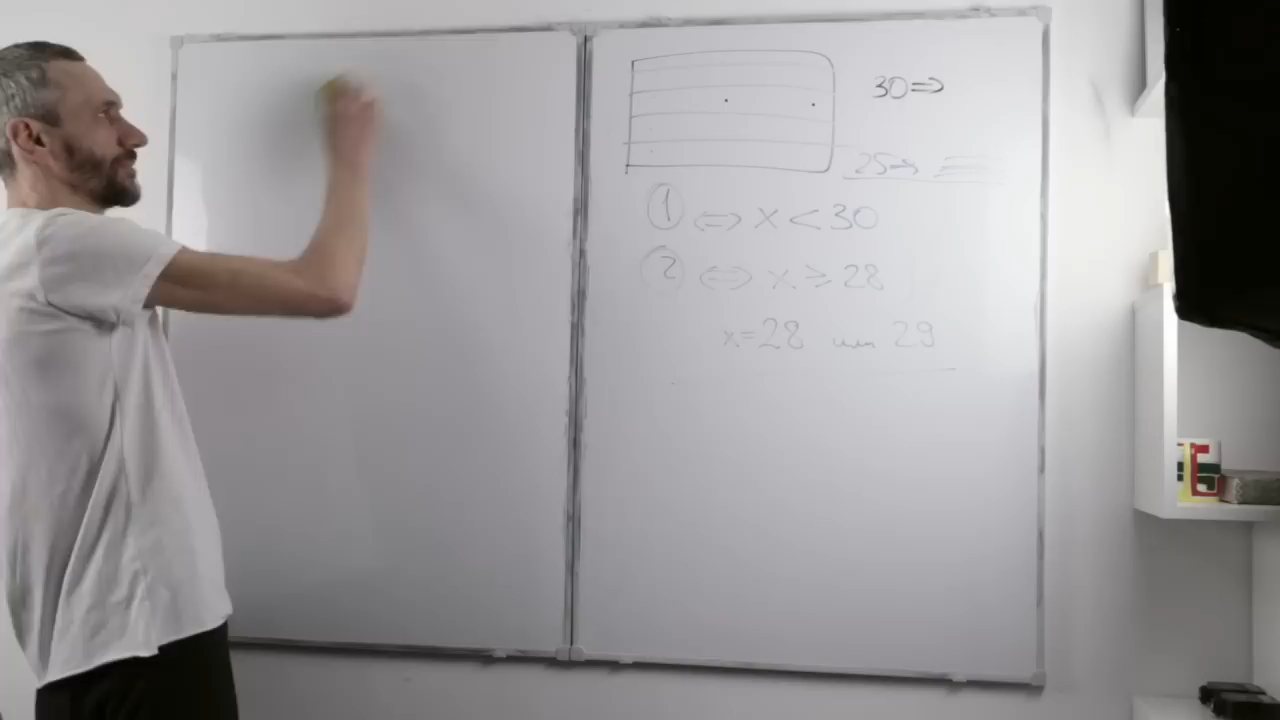 30⇒
25⇒
① ⇔ x < 30
② ⇔ x ⩾ 28
x=28 или 29